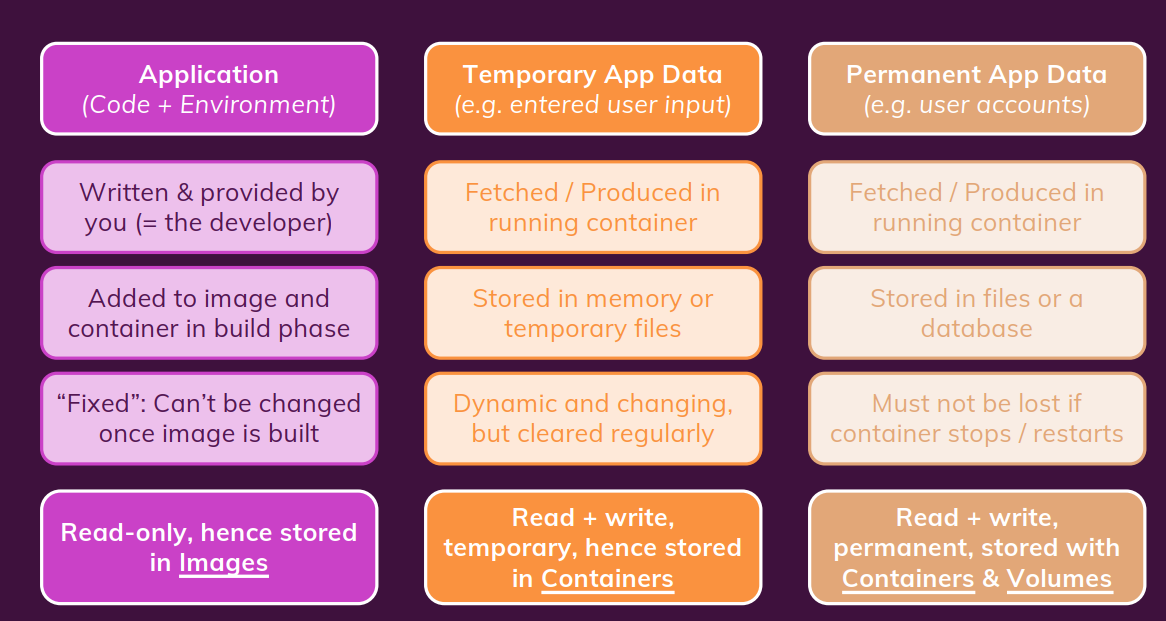 Application
(Code + Environment)
Written & provided by
you (= the developer)
Added to image and
container in build phase
“Fixed”: Can’t be changed
once image is built
Read-only, hence stored
in Images
Temporary App Data
(e.g. entered user input)
Fetched / Produced in
running container
Stored in memory or
temporary files
Dynamic and changing,
but cleared regularly
Read + write,
temporary, hence stored
in Containers
Permanent App Data
(e.g. user accounts)
Fetched / Produced in
running container
Stored in files or a
database
Must not be lost if
container stops / restarts
Read + write,
permanent, stored with
Containers & Volumes